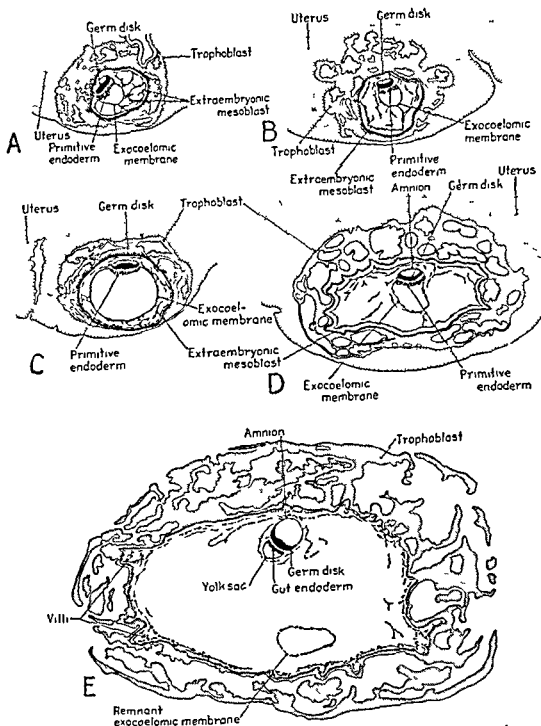 Germ disk
Trophoblast
Extraembryonic
mesoblast
Uterus
Primitive
endoderm
Exocoelomic
membrane
A
Uterus
Germ disk
Exocoelomic
membrane
Trophoblast
Primitive
endoderm
Extraembryonic
mesoblast
B
Uterus
Germ disk
Trophoblast
Exocoel-
omic membrane
Extraembryonic
mesoblast
Primitive
endoderm
C
Amnion
Germ disk
Uterus
Exocoelomic
membrane
Primitive
endoderm
D
Amnion
Trophoblast
Yolk sac
Germ disk
Gut endoderm
Villi
E
Remnant
exocoelomic membrane